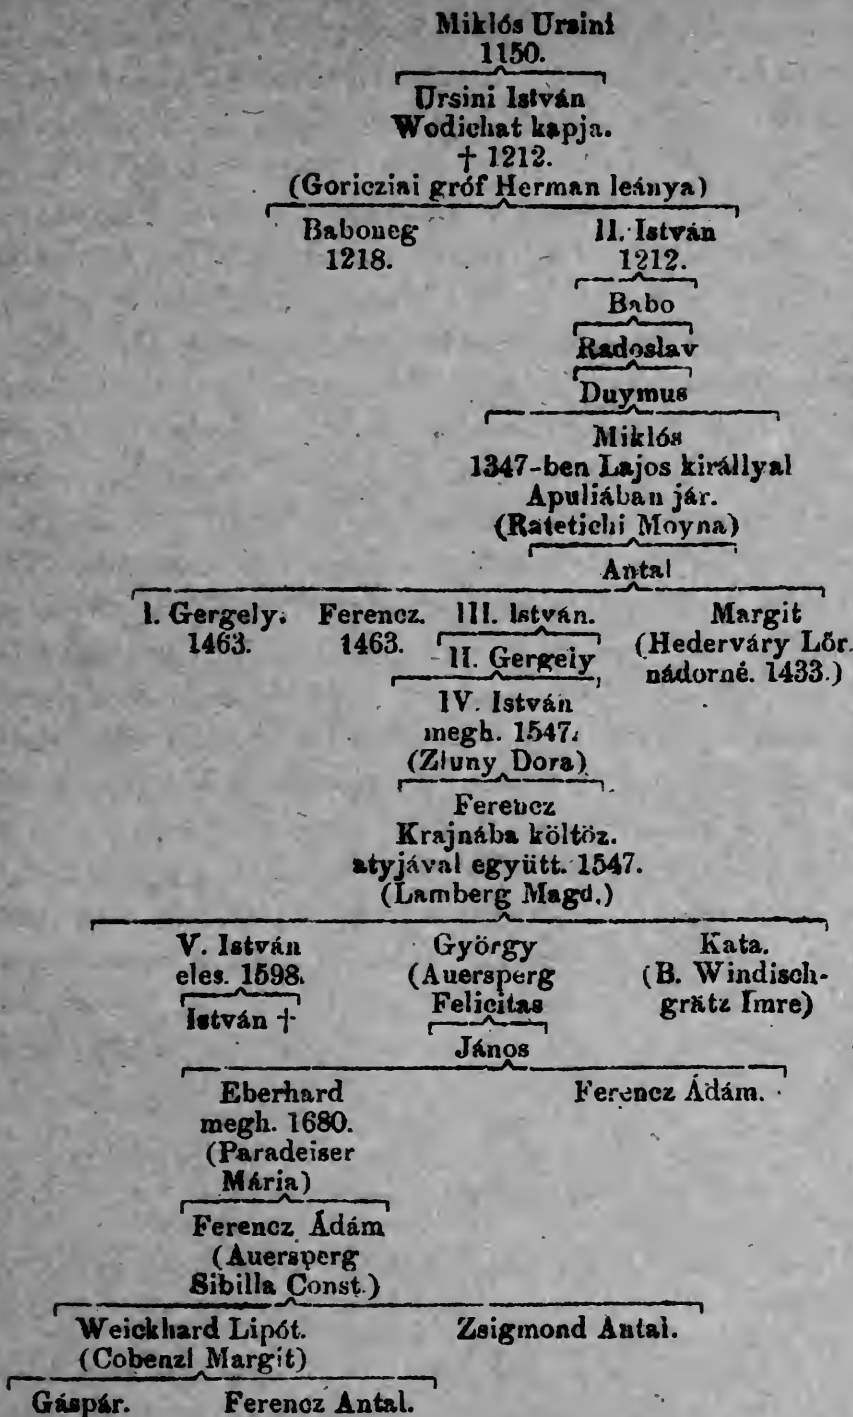 Miklós Ursini
1150.
Ursini István
Wodichat kapja.
† 1212.
(Goricziai gróf Herman leánya)
Baboneg II. István
1218. 1212.
Babo
Radoslav
Duymus
Miklós
1347-ben Lajos királlyal
Apuliában jár.
(Ratetichi Moyna)
Antal
I. Gergely. Ferencz. III. István. Margit
1463. 1463. II. Gergely (Hederváry Lőr.
nádorné. 1433.)
IV. István
megh. 1547.
(Zluny Dora)
Ferencz
Krajnába költöz.
atyjával együtt. 1547.
(Lamberg Magd.)
V. István György Kata.
eles. 1598. (Auersperg (B. Windisch-
István † Felicitas grätz Imre)
János
Eberhard Ferencz Ádám.
megh. 1680.
(Paradeiser
Mária)
Ferencz Ádám
(Auersperg
Sibilla Const.)
Weickhard Lipót. Zsigmond Antal.
(Cobenzl Margit)
Gáspár. Ferencz Antal.